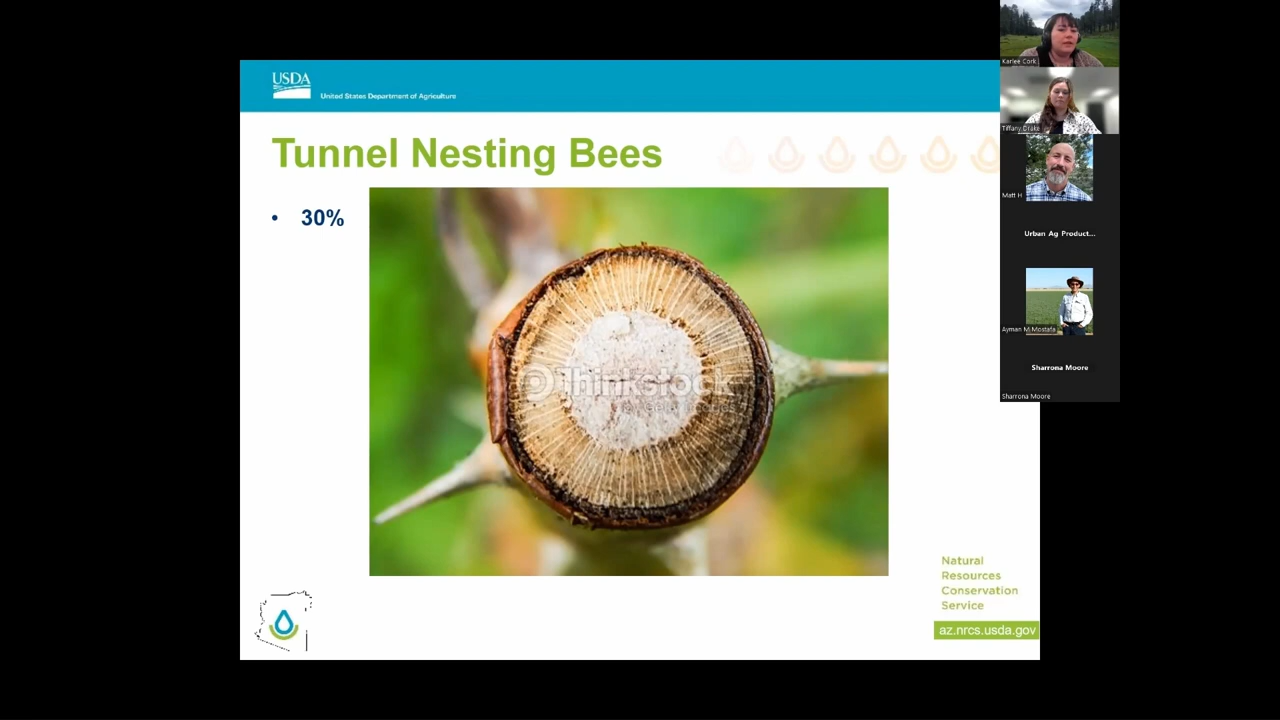 USDA
United States Department of Agriculture
Tunnel Nesting Bees
• 30%
Thinkstock
Natural
Resources
Conservation
Service
az.nrcs.usda.gov
Karlee Cork
Tiffany Drake
Matt H
Urban Ag Product...
Ayman M Mostafa
Sharrona Moore
Sharrona Moore